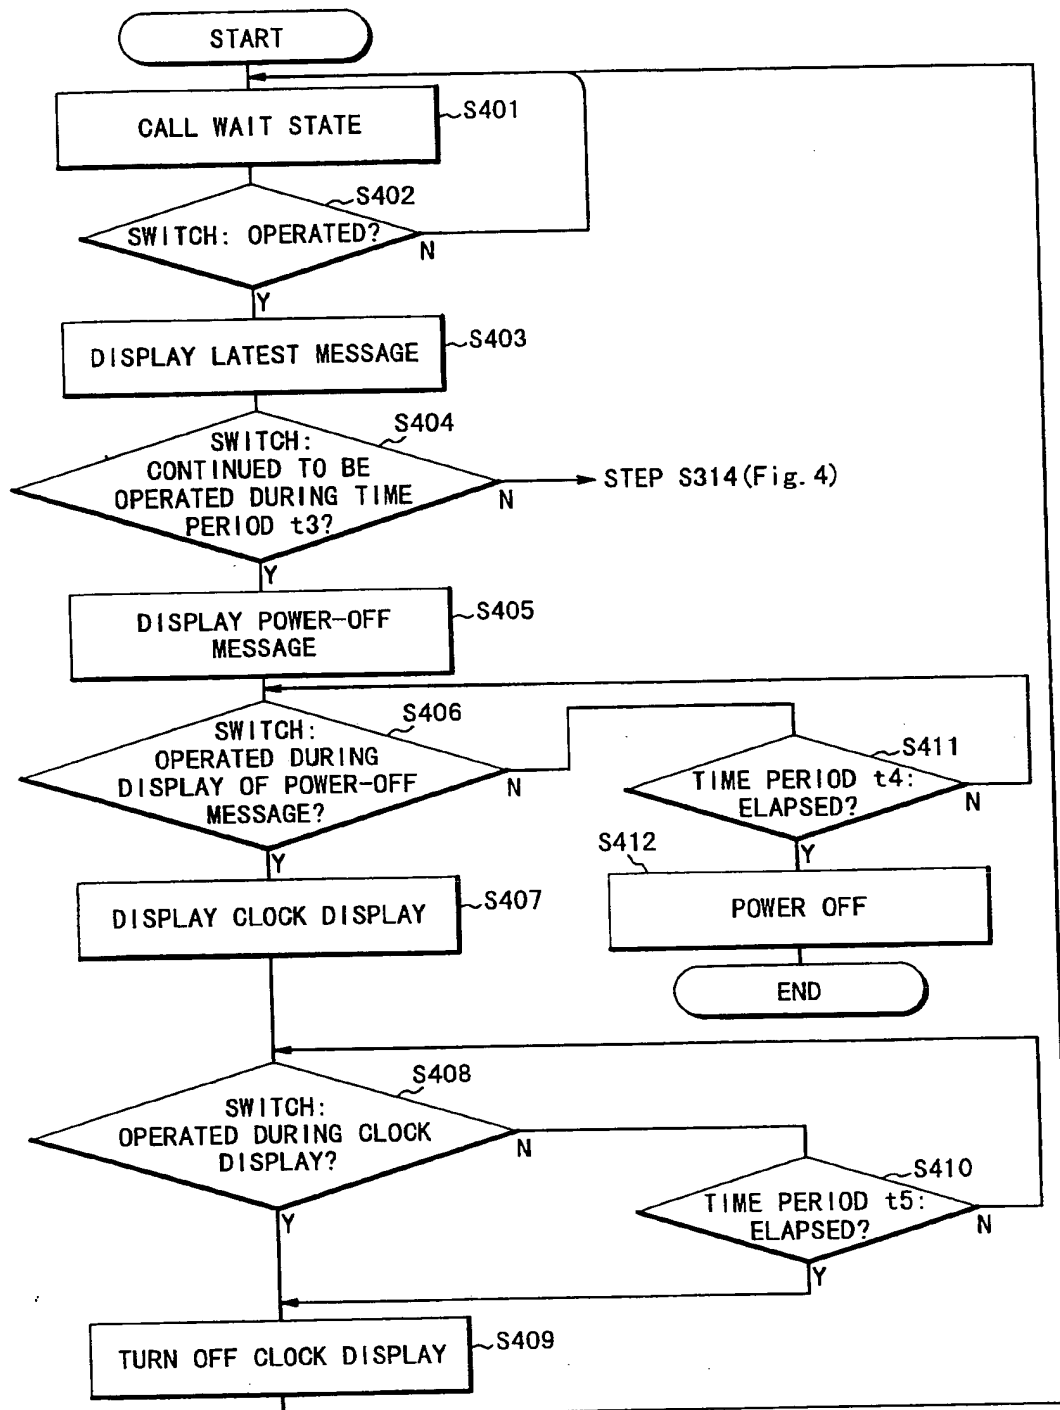 START
CALL WAIT STATE
S401
S402
SWITCH: OPERATED?
N
Y
DISPLAY LATEST MESSAGE
S403
S404
SWITCH:
CONTINUED TO BE
OPERATED DURING TIME
PERIOD t3?
N
STEP S314(Fig. 4)
Y
DISPLAY POWER-OFF
MESSAGE
S405
S406
SWITCH:
OPERATED DURING
DISPLAY OF POWER-OFF
MESSAGE?
N
S411
TIME PERIOD t4:
ELAPSED?
N
Y
Y
S412
POWER OFF
DISPLAY CLOCK DISPLAY
S407
END
S408
SWITCH:
OPERATED DURING CLOCK
DISPLAY?
N
S410
TIME PERIOD t5:
ELAPSED?
N
Y
Y
TURN OFF CLOCK DISPLAY
S409